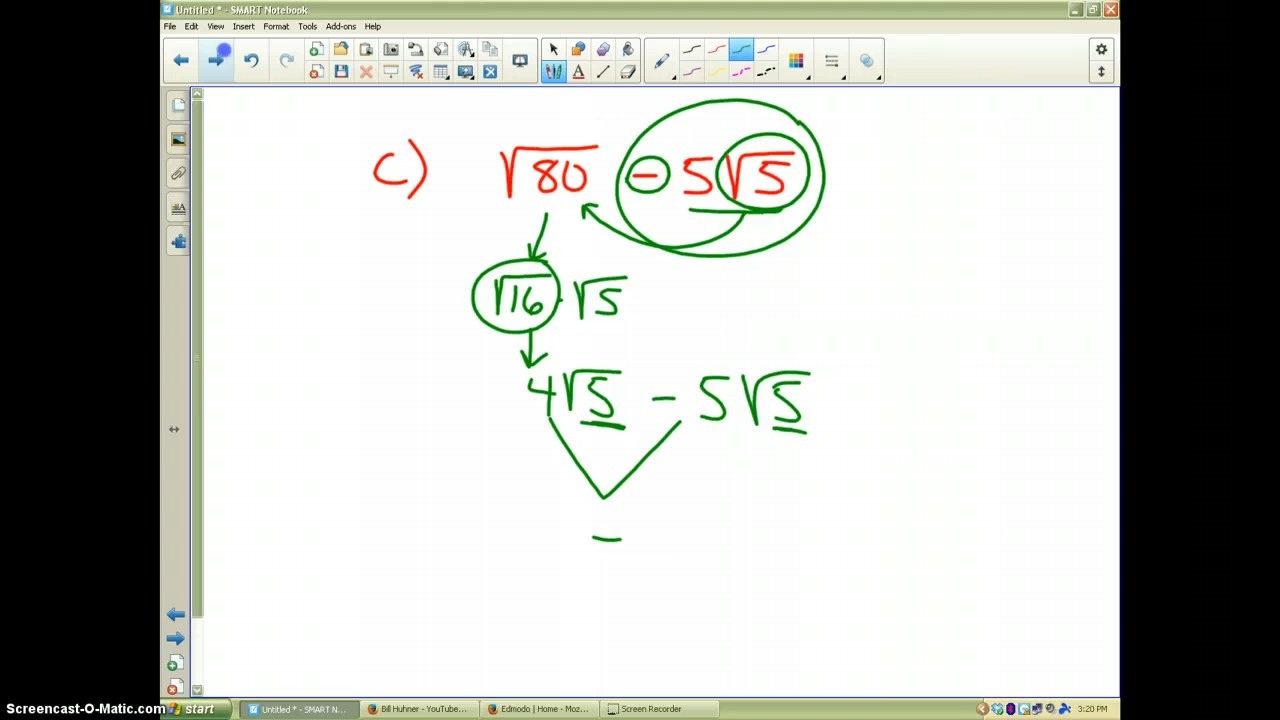 Untitled * - SMART Notebook
File Edit View Insert Format Tools Add-ons Help
c) √80 - 5√5
√16 · √5
4√5 - 5√5
-
Screencast-O-Matic.com
start Untitled * - SMART N... Bill Huhner - YouTube... Edmodo | Home - Moz... Screen Recorder 3:20 PM